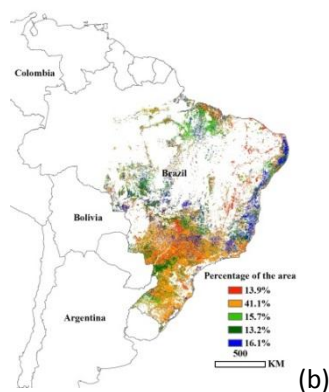 Colombia
Brazil
Bolivia
Percentage of the area
13.9%
41.1%
15.7%
13.2%
16.1%
Argentina
500
KM
(b)